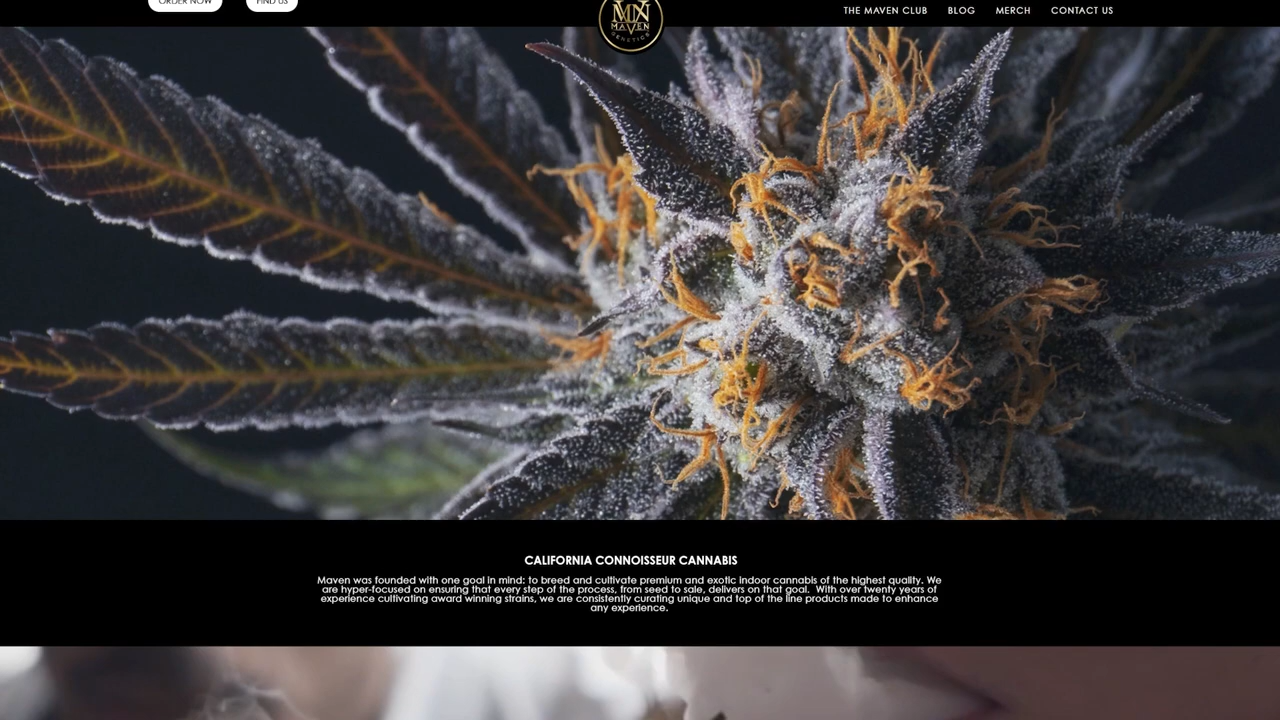 ORDER NOW
FIND US
MN
MAVEN
GENETICS
THE MAVEN CLUB
BLOG
MERCH
CONTACT US
CALIFORNIA CONNOISSEUR CANNABIS
Maven was founded with one goal in mind: to breed and cultivate premium and exotic indoor cannabis of the highest quality. We
are hyper-focused on ensuring that every step of the process, from seed to sale, delivers on that goal.  With over twenty years of
experience cultivating award winning strains, we are consistently curating unique and top of the line products made to enhance
any experience.